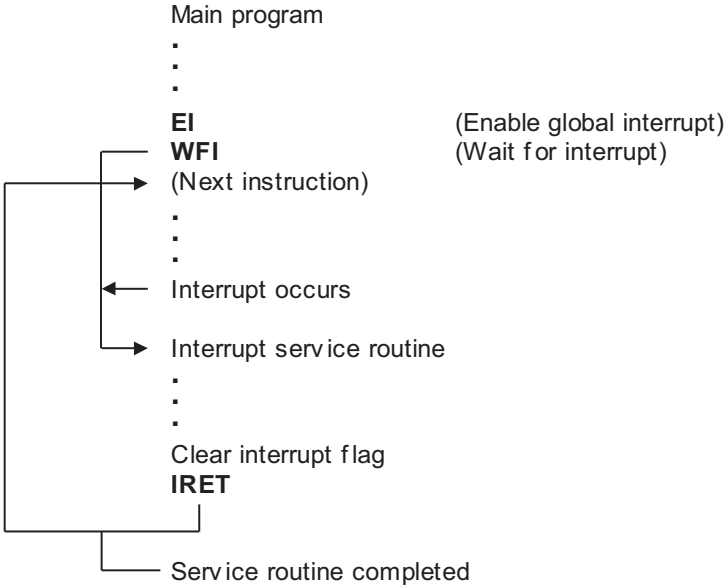 Main program
.
.
.
EI (Enable global interrupt)
WFI (Wait for interrupt)
(Next instruction)
.
.
.
Interrupt occurs
Interrupt service routine
.
.
.
Clear interrupt flag
IRET
Service routine completed